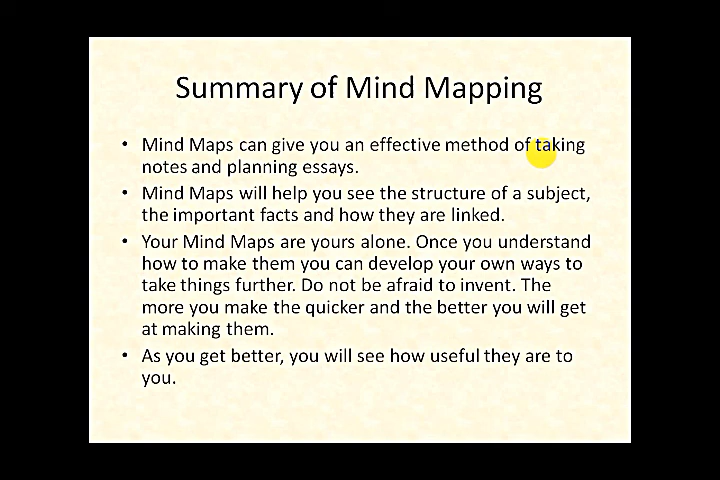 Summary of Mind Mapping
• Mind Maps can give you an effective method of taking
notes and planning essays.
• Mind Maps will help you see the structure of a subject,
the important facts and how they are linked.
• Your Mind Maps are yours alone. Once you understand
how to make them you can develop your own ways to
take things further. Do not be afraid to invent. The
more you make the quicker and the better you will get
at making them.
• As you get better, you will see how useful they are to
you.